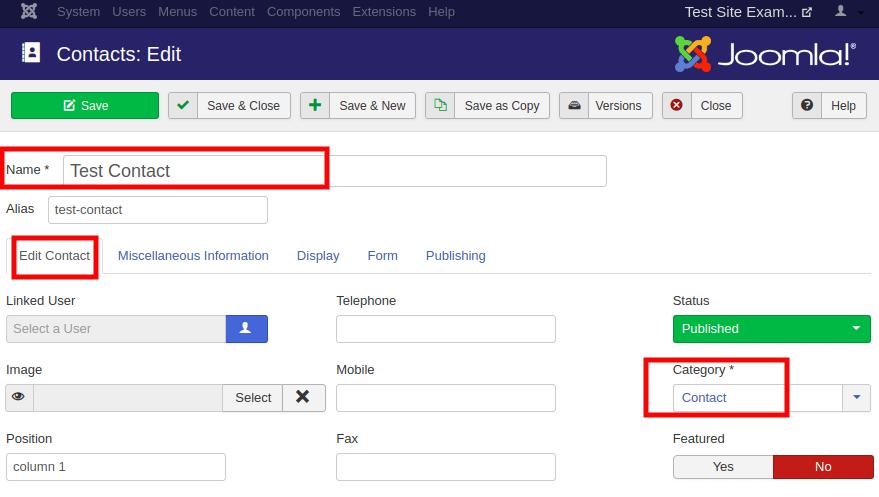 System Users Menus Content Components Extensions Help Test Site Exam...
Contacts: Edit Joomla!®
Save Save & Close Save & New Save as Copy Versions Close Help
Name * Test Contact
Alias test-contact
Edit Contact Miscellaneous Information Display Form Publishing
Linked User Telephone Status
Select a User Published
Image Mobile Category *
Select Contact
Position Fax Featured
column 1 Yes No